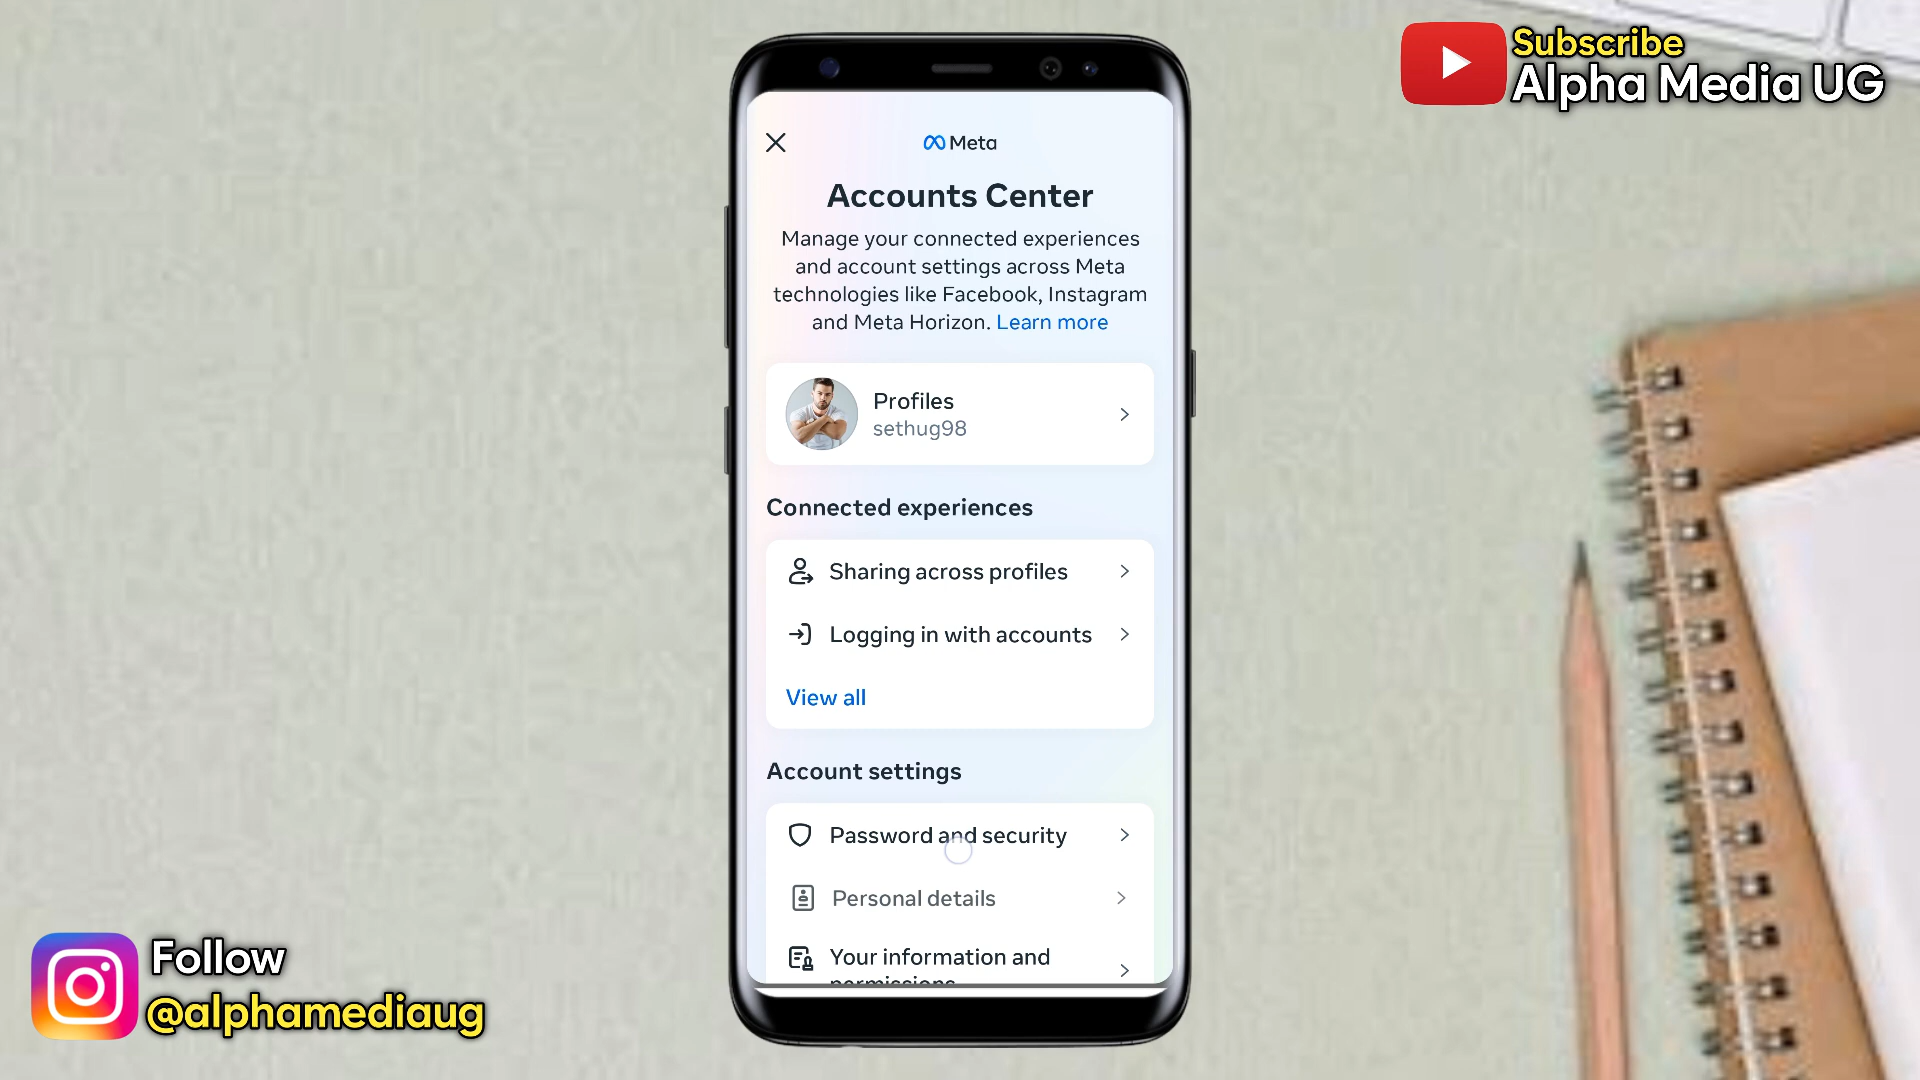 Subscribe
Alpha Media UG
Meta
Accounts Center
Manage your connected experiences
and account settings across Meta
technologies like Facebook, Instagram
and Meta Horizon. Learn more
Profiles
sethug98
Connected experiences
Sharing across profiles
Logging in with accounts
View all
Account settings
Password and security
Personal details
Your information and
permissions
Follow
@alphamediaug